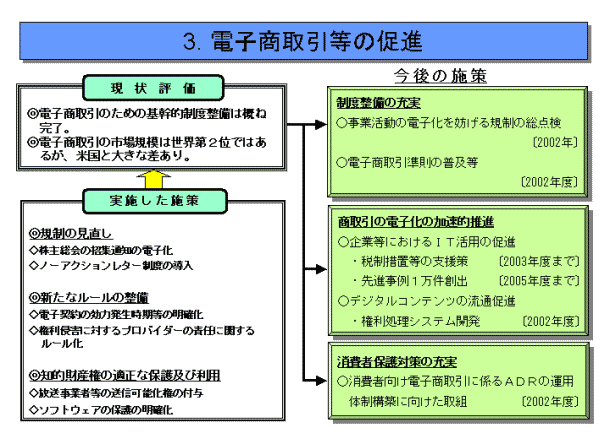 3. 電子商取引等の促進
現状評価
◎電子商取引のための基幹的制度整備は概ね
完了。
◎電子商取引の市場規模は世界第２位ではあ
るが、米国と大きな差あり。
実施した施策
◎規制の見直し
◇株主総会の招集通知の電子化
◇ノーアクションレター制度の導入
◎新たなルールの整備
◇電子契約の効力発生時期等の明確化
◇権利侵害に対するプロバイダーの責任に関する
ルール化
◎知的財産権の適正な保護及び利用
◇放送事業者等の送信可能化権の付与
◇ソフトウェアの保護の明確化
今後の施策
制度整備の充実
○事業活動の電子化を妨げる規制の総点検
［2002年］
○電子商取引準則の普及等
［2002年度］
商取引の電子化の加速的推進
○企業等におけるＩＴ活用の促進
・税制措置等の支援策 ［2003年度まで］
・先進事例１万件創出 ［2005年度まで］
○デジタルコンテンツの流通促進
・権利処理システム開発 ［2002年度］
消費者保護対策の充実
○消費者向け電子商取引に係るＡＤＲの運用
体制構築に向けた取組 ［2002年度］